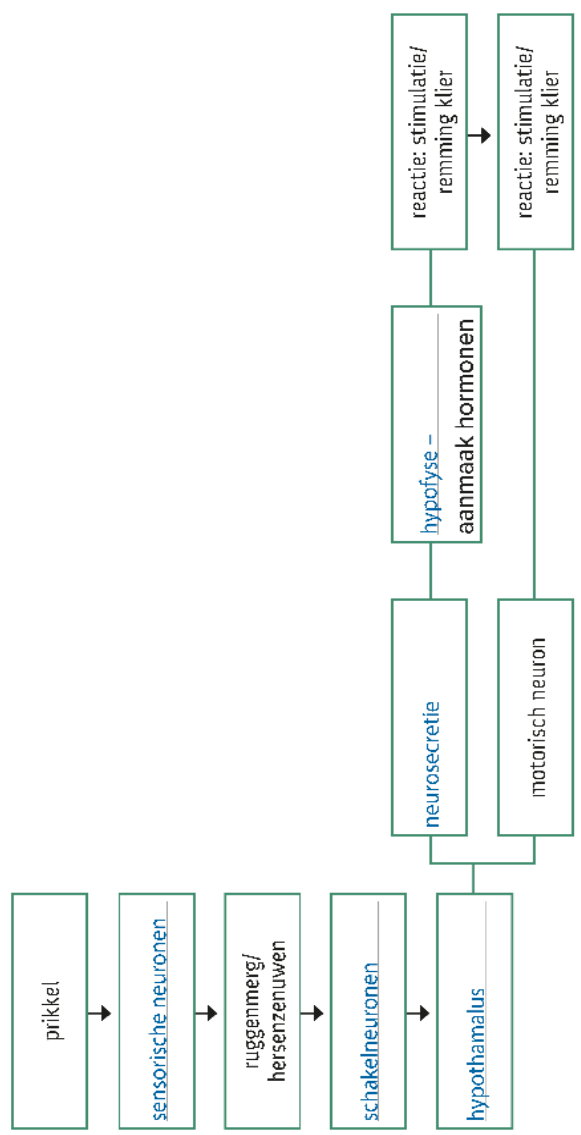 prikkel
sensorische neuronen
ruggenmerg/
hersenzenuwen
schakelneuronen
hypothamalus
neurosecretie
motorisch neuron
hypofyse –
aanmaak hormonen
reactie: stimulatie/
remming klier
reactie: stimulatie/
remming klier